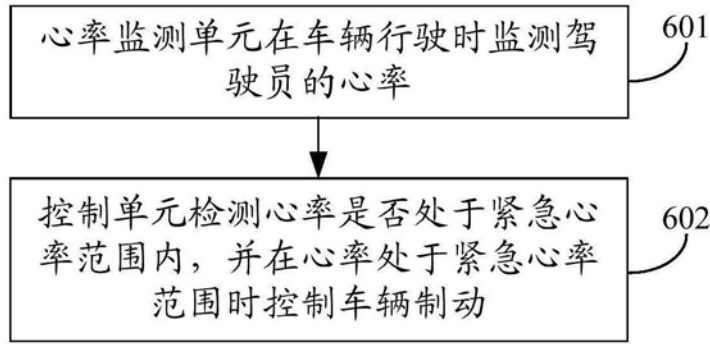 心率监测单元在车辆行驶时监测驾
驶员的心率
601
控制单元检测心率是否处于紧急心
率范围内，并在心率处于紧急心率
范围时控制车辆制动
602